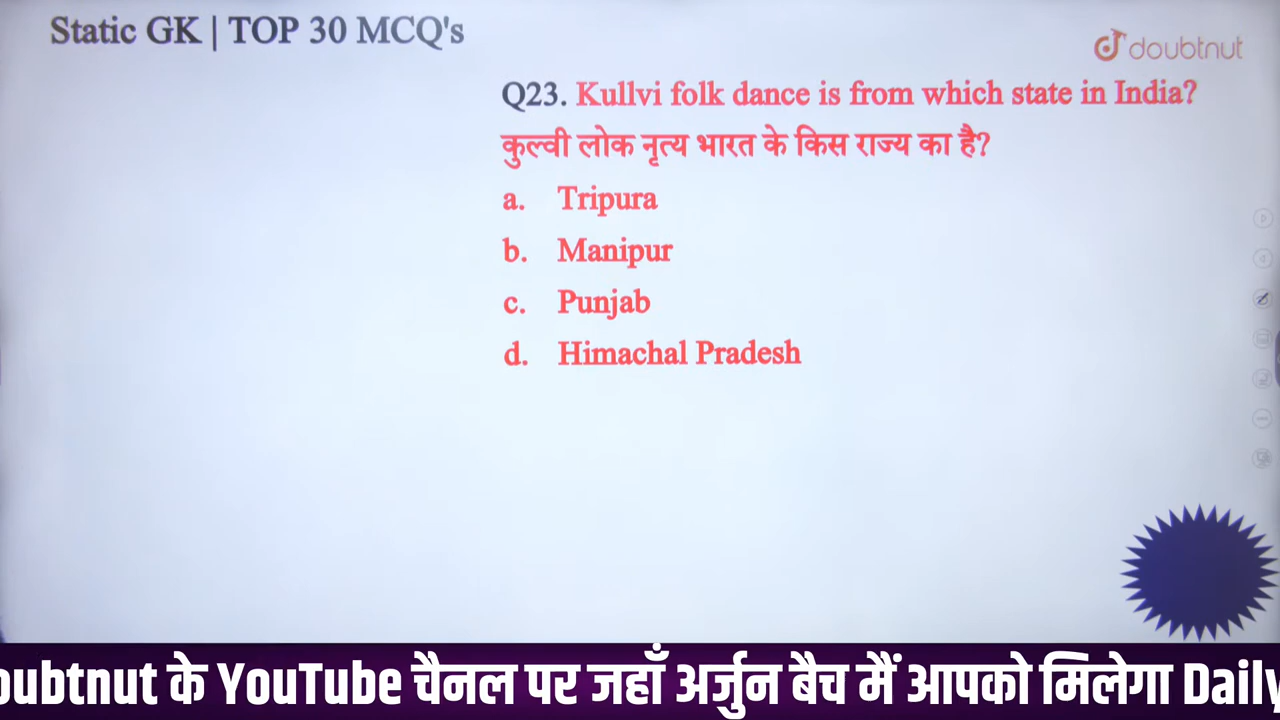 Static GK | TOP 30 MCQ's
doubtnut
Q23. Kullvi folk dance is from which state in India?
कुल्वी लोक नृत्य भारत के किस राज्य का है?
a. Tripura
b. Manipur
c. Punjab
d. Himachal Pradesh
oubtnut के YouTube चैनल पर जहाँ अर्जुन बैच मैं आपको मिलेगा Daily